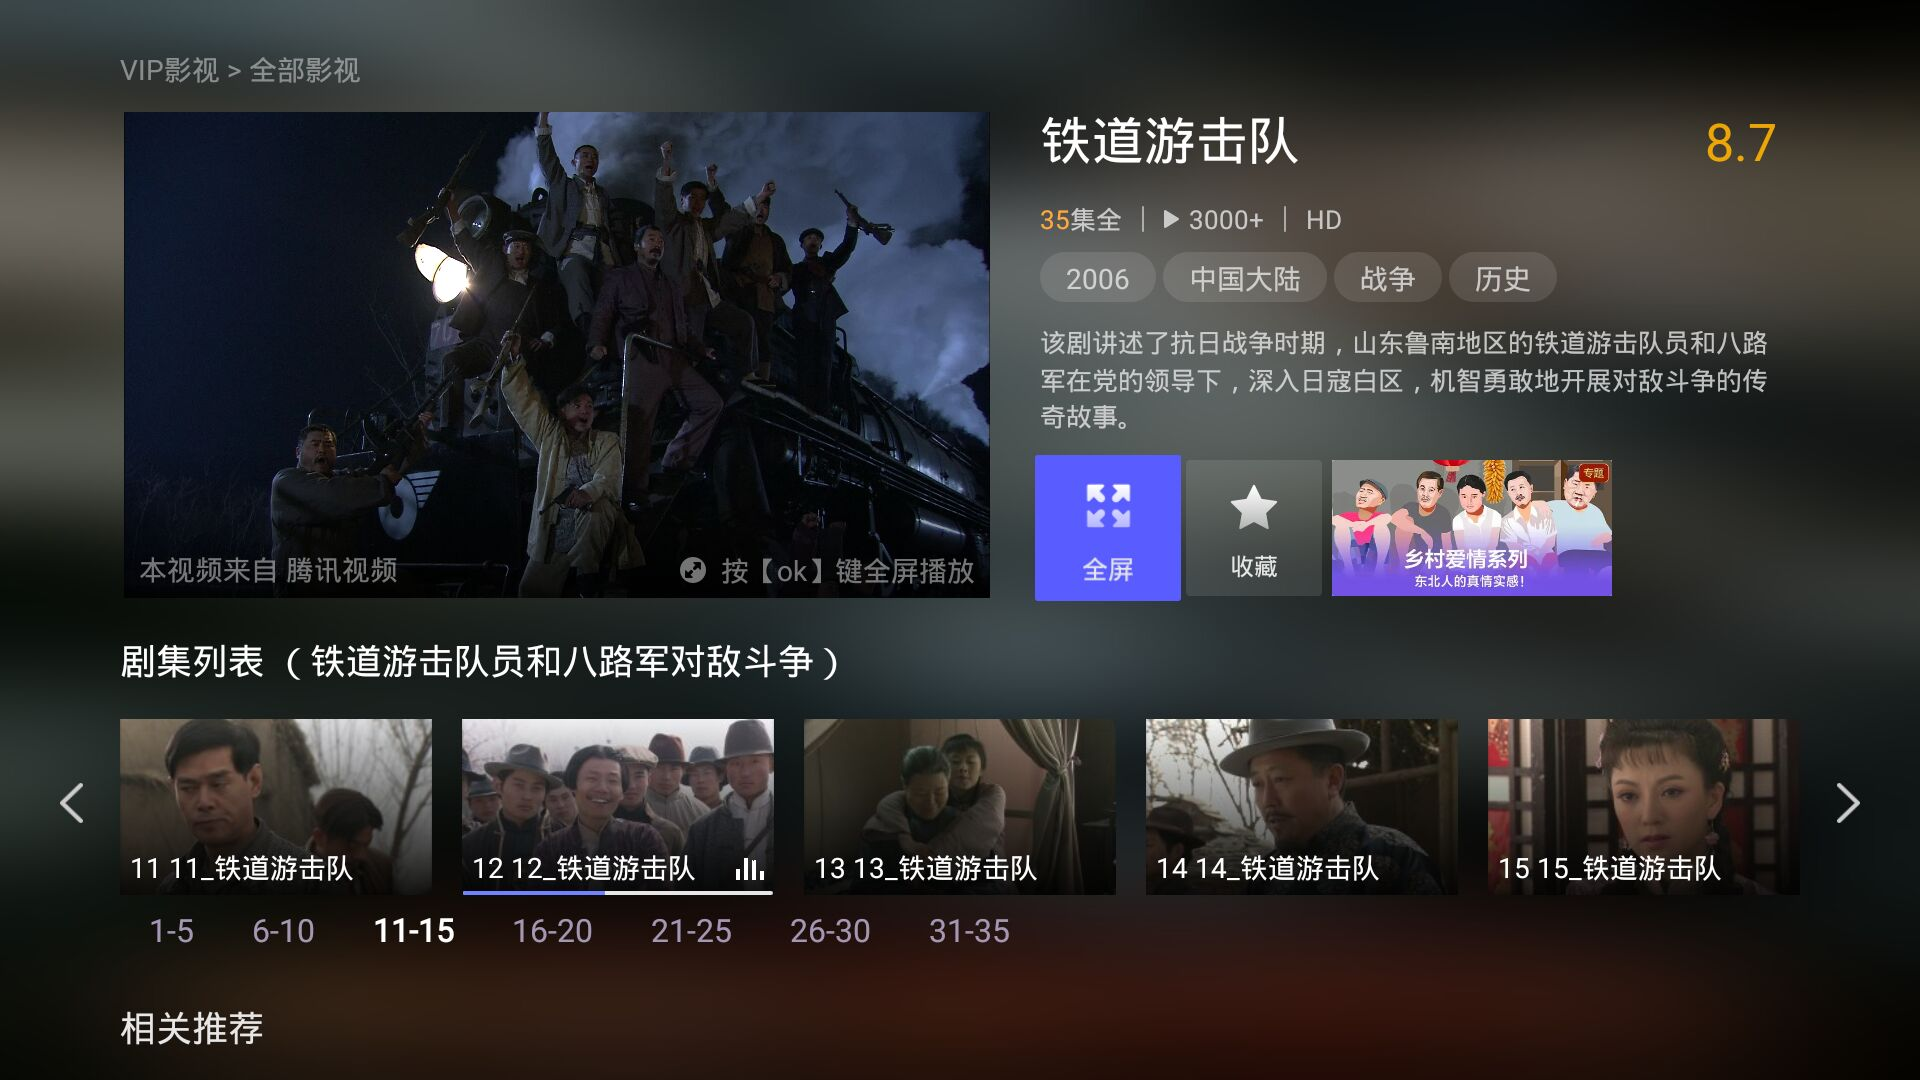 VIP影视 > 全部影视
本视频来自 腾讯视频
按【ok】键全屏播放
铁道游击队
8.7
35集全 | 3000+ | HD
2006 中国大陆 战争 历史
该剧讲述了抗日战争时期，山东鲁南地区的铁道游击队员和八路
军在党的领导下，深入日寇白区，机智勇敢地开展对敌斗争的传
奇故事。
全屏
收藏
专题
乡村爱情系列
东北人的真情实感！
剧集列表 （铁道游击队员和八路军对敌斗争）
11 11_铁道游击队
12 12_铁道游击队
13 13_铁道游击队
14 14_铁道游击队
15 15_铁道游击队
1-5 6-10 11-15 16-20 21-25 26-30 31-35
相关推荐